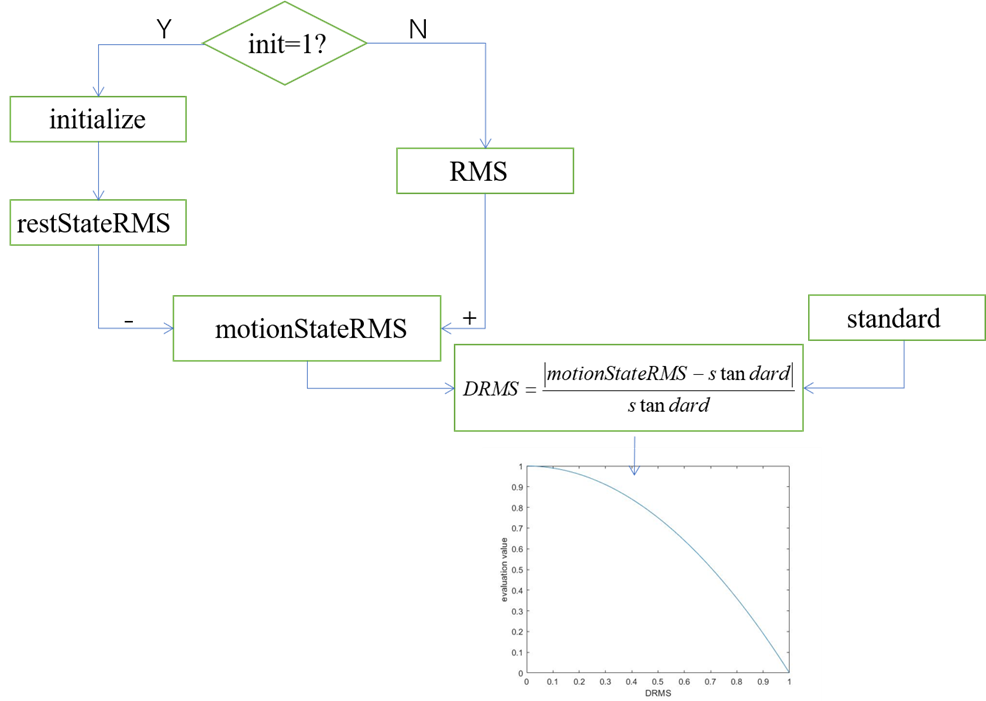 Y
init=1?
N
initialize
RMS
restStateRMS
-
motionStateRMS
+
standard
DRMS = |motionStateRMS − s tan dard|
s tan dard
1
0.9
0.8
0.7
0.6
0.5
0.4
0.3
0.2
0.1
0
evaluation value
0 0.1 0.2 0.3 0.4 0.5 0.6 0.7 0.8 0.9 1
DRMS